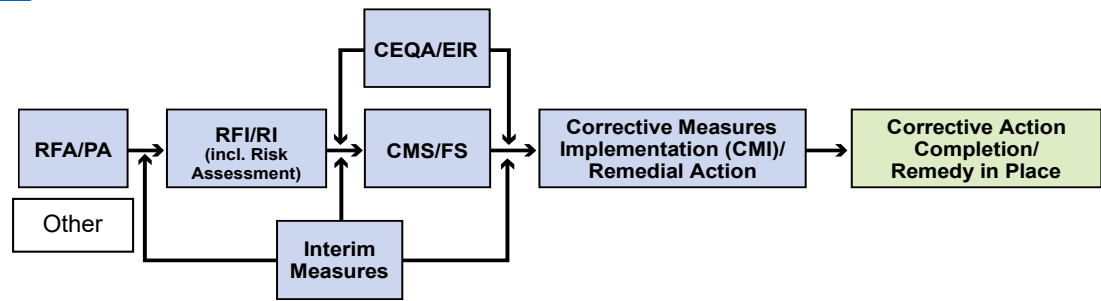 CEQA/EIR
RFA/PA
RFI/RI
(incl. Risk
Assessment)
CMS/FS
Corrective Measures
Implementation (CMI)/
Remedial Action
Corrective Action
Completion/
Remedy in Place
Other
Interim
Measures